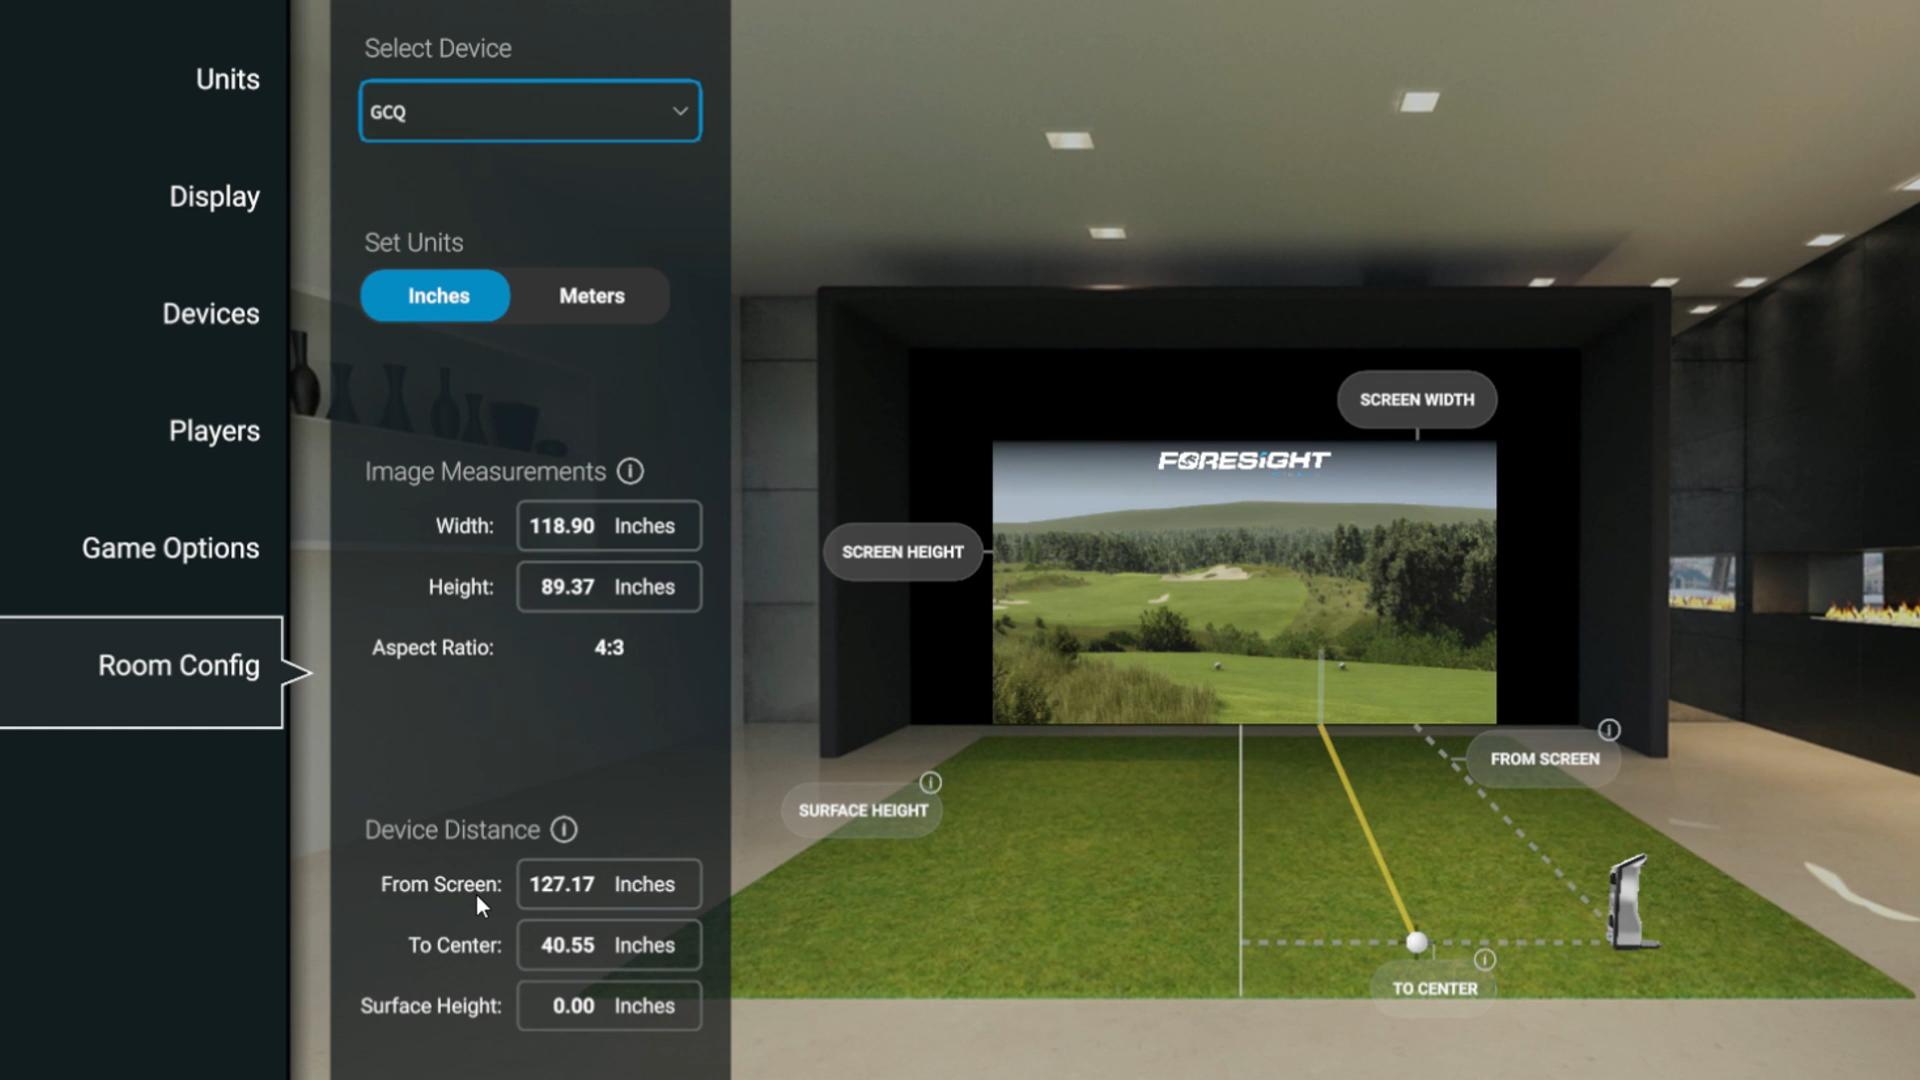 Units
Display
Devices
Players
Game Options
Room Config
Select Device
GCQ
Set Units
Inches Meters
Image Measurements
Width: 118.90 Inches
Height: 89.37 Inches
Aspect Ratio: 4:3
Device Distance
From Screen: 127.17 Inches
To Center: 40.55 Inches
Surface Height: 0.00 Inches
SCREEN WIDTH
FORESiGHT
SCREEN HEIGHT
FROM SCREEN
SURFACE HEIGHT
TO CENTER